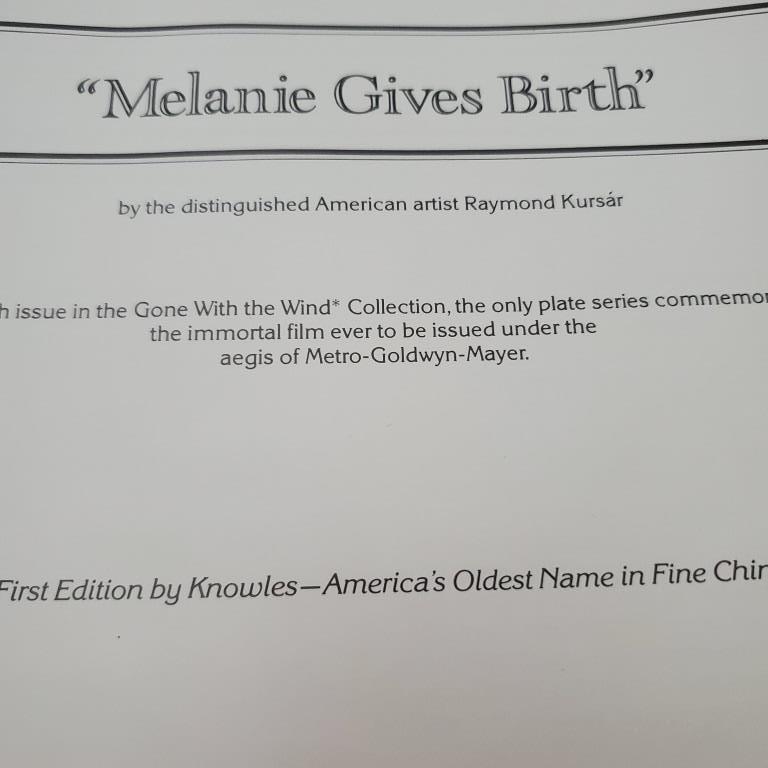 “Melanie Gives Birth”
by the distinguished American artist Raymond Kursár
h issue in the Gone With the Wind* Collection, the only plate series commemor
the immortal film ever to be issued under the
aegis of Metro-Goldwyn-Mayer.
First Edition by Knowles—America's Oldest Name in Fine Chin